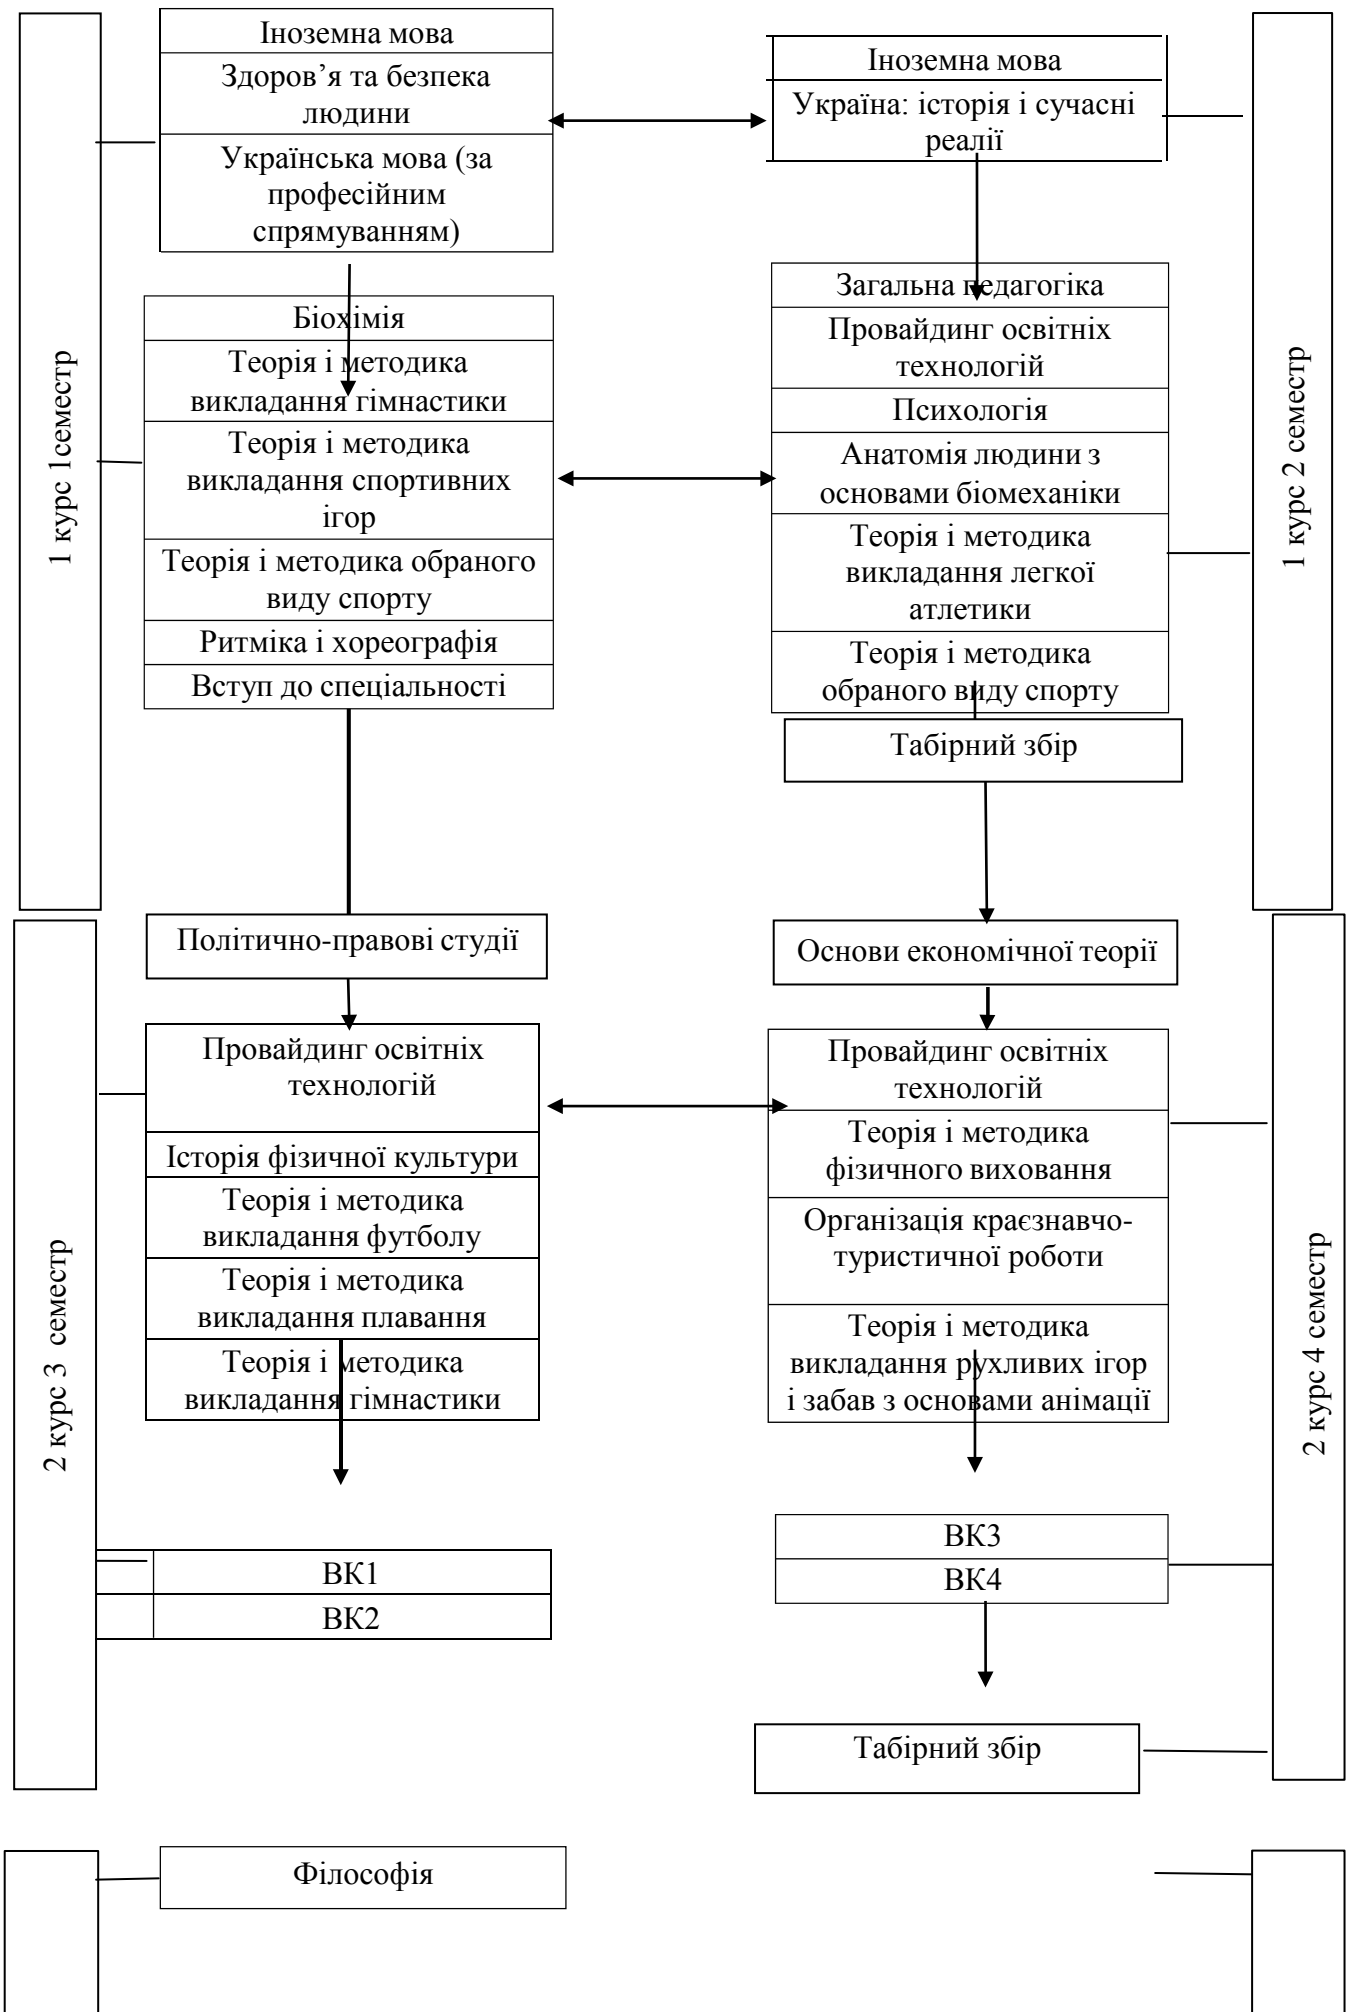 1 курс 1семестр
Іноземна мова
Здоров’я та безпека
людини
Українська мова (за
професійним
спрямуванням)
Біохімія
Теорія і методика
викладання гімнастики
Теорія і методика
викладання спортивних
ігор
Теорія і методика обраного
виду спорту
Ритміка і хореографія
Вступ до спеціальності
Іноземна мова
Україна: історія і сучасні
реалії
Загальна педагогіка
Провайдинг освітніх
технологій
Психологія
Анатомія людини з
основами біомеханіки
Теорія і методика
викладання легкої
атлетики
Теорія і методика
обраного виду спорту
Табірний збір
1 курс 2 семестр
2 курс 3 семестр
Політично-правові студії
Провайдинг освітніх
технологій
Історія фізичної культури
Теорія і методика
викладання футболу
Теорія і методика
викладання плавання
Теорія і методика
викладання гімнастики
ВК1
ВК2
Основи економічної теорії
Провайдинг освітніх
технологій
Теорія і методика
фізичного виховання
Організація краєзнавчо-
туристичної роботи
Теорія і методика
викладання рухливих ігор
і забав з основами анімації
ВК3
ВК4
Табірний збір
2 курс 4 семестр
Філософія